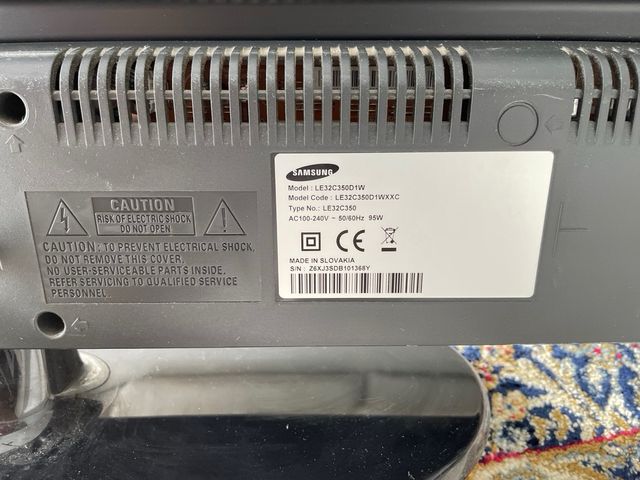 SAMSUNG
Model : LE32C350D1W
Model Code : LE32C350D1WXXC
Type No.: LE32C350
AC100-240V ~ 50/60Hz 95W
CE
MADE IN SLOVAKIA
S/N : Z6XJ3SDB101368Y
CAUTION
RISK OF ELECTRIC SHOCK
DO NOT OPEN
CAUTION : TO PREVENT ELECTRICAL SHOCK,
DO NOT REMOVE THIS COVER.
NO USER-SERVICEABLE PARTS INSIDE.
REFER SERVICING TO QUALIFIED SERVICE
PERSONNEL.